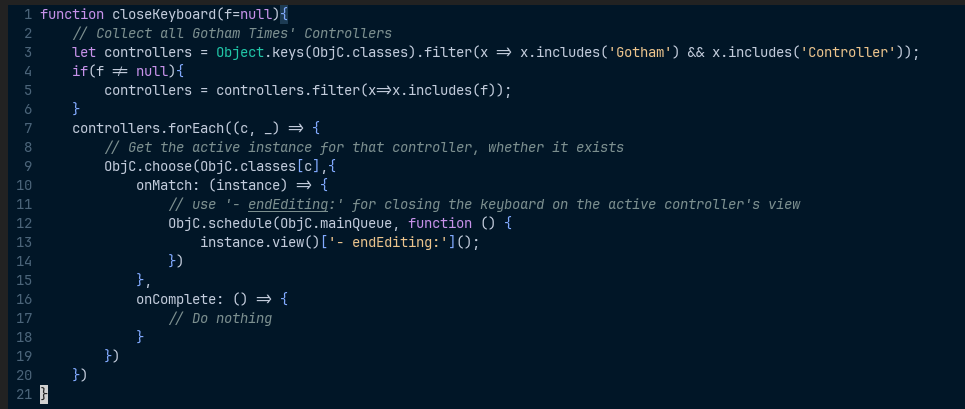 1 function closeKeyboard(f=null){
2     // Collect all Gotham Times' Controllers
3     let controllers = Object.keys(ObjC.classes).filter(x => x.includes('Gotham') && x.includes('Controller'));
4     if(f != null){
5         controllers = controllers.filter(x=>x.includes(f));
6     }
7     controllers.forEach((c, _) => {
8         // Get the active instance for that controller, whether it exists
9         ObjC.choose(ObjC.classes[c],{
10             onMatch: (instance) => {
11                 // use '- endEditing:' for closing the keyboard on the active controller's view
12                 ObjC.schedule(ObjC.mainQueue, function () {
13                     instance.view()['- endEditing:']();
14                 })
15             },
16             onComplete: () => {
17                 // Do nothing
18             }
19         })
20     })
21 }